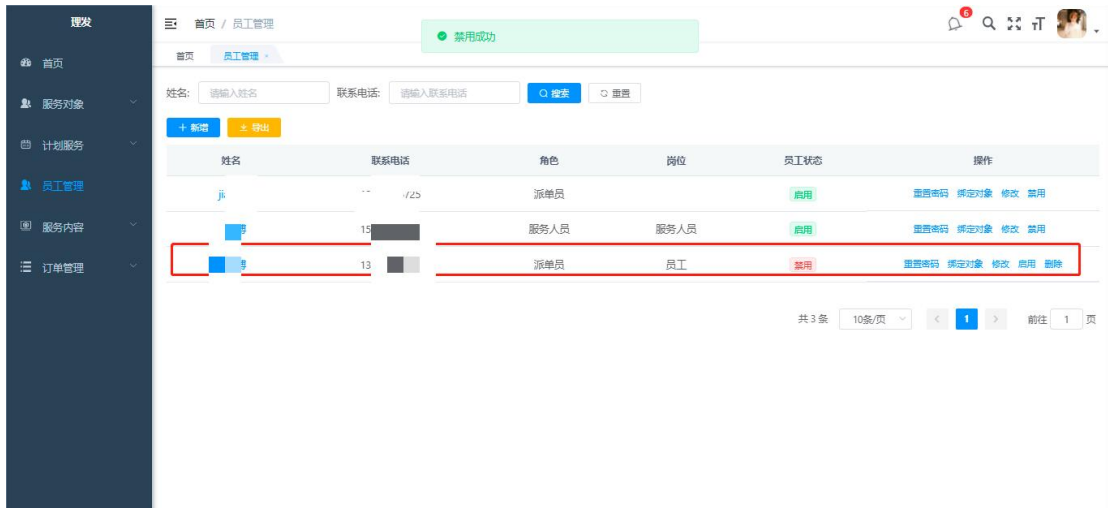 理发
首页 / 员工管理
禁用成功
6
首页
服务对象
计划服务
员工管理
服务内容
订单管理
首页 员工管理 ×
姓名: 请输入姓名 联系电话: 请输入联系电话 搜索 重置
+ 新增 导出
姓名 联系电话 角色 岗位 员工状态 操作
/25 派单员 启用 重置密码 绑定对象 修改 禁用
15 服务人员 服务人员 启用 重置密码 绑定对象 修改 禁用
13 派单员 员工 禁用 重置密码 绑定对象 修改 启用 删除
共 3 条 10条/页 < 1 > 前往 1 页